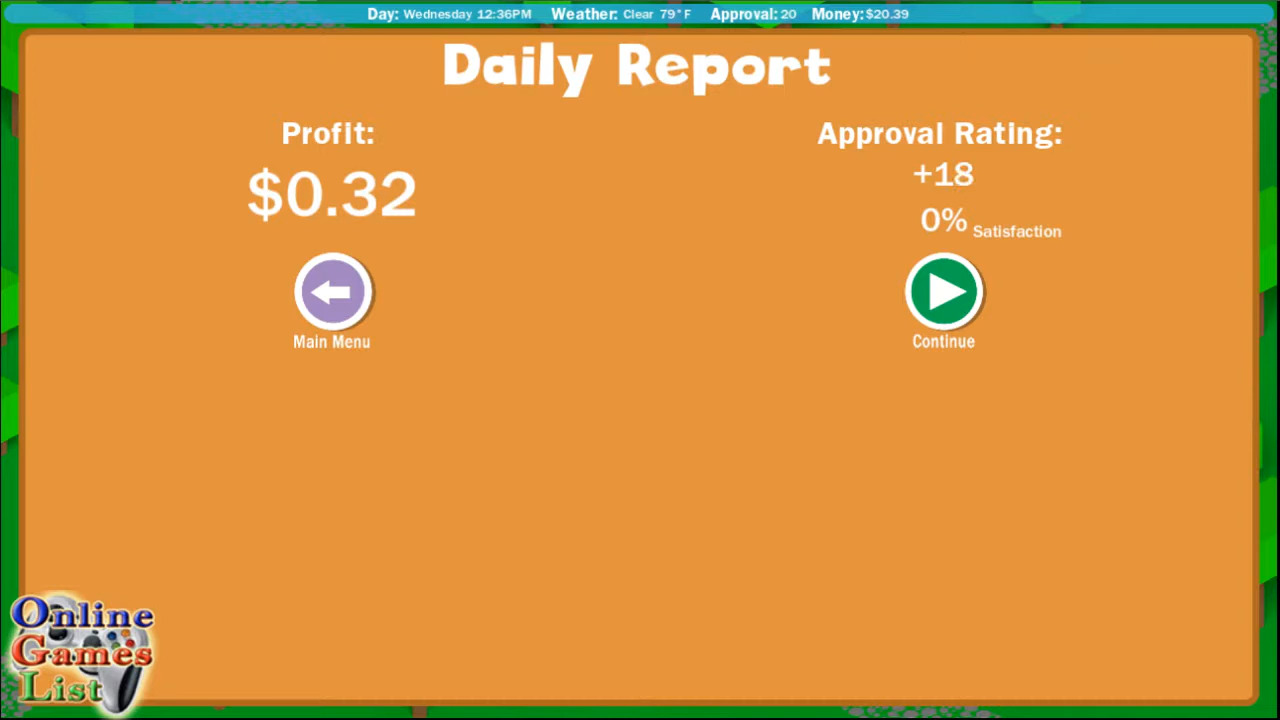 Day: Wednesday 12:36PM Weather: Clear 79°F Approval: 20 Money: $20.39
Daily Report
Profit:
$0.32
Main Menu
Approval Rating:
+18
0% Satisfaction
Continue
Online
Games
List